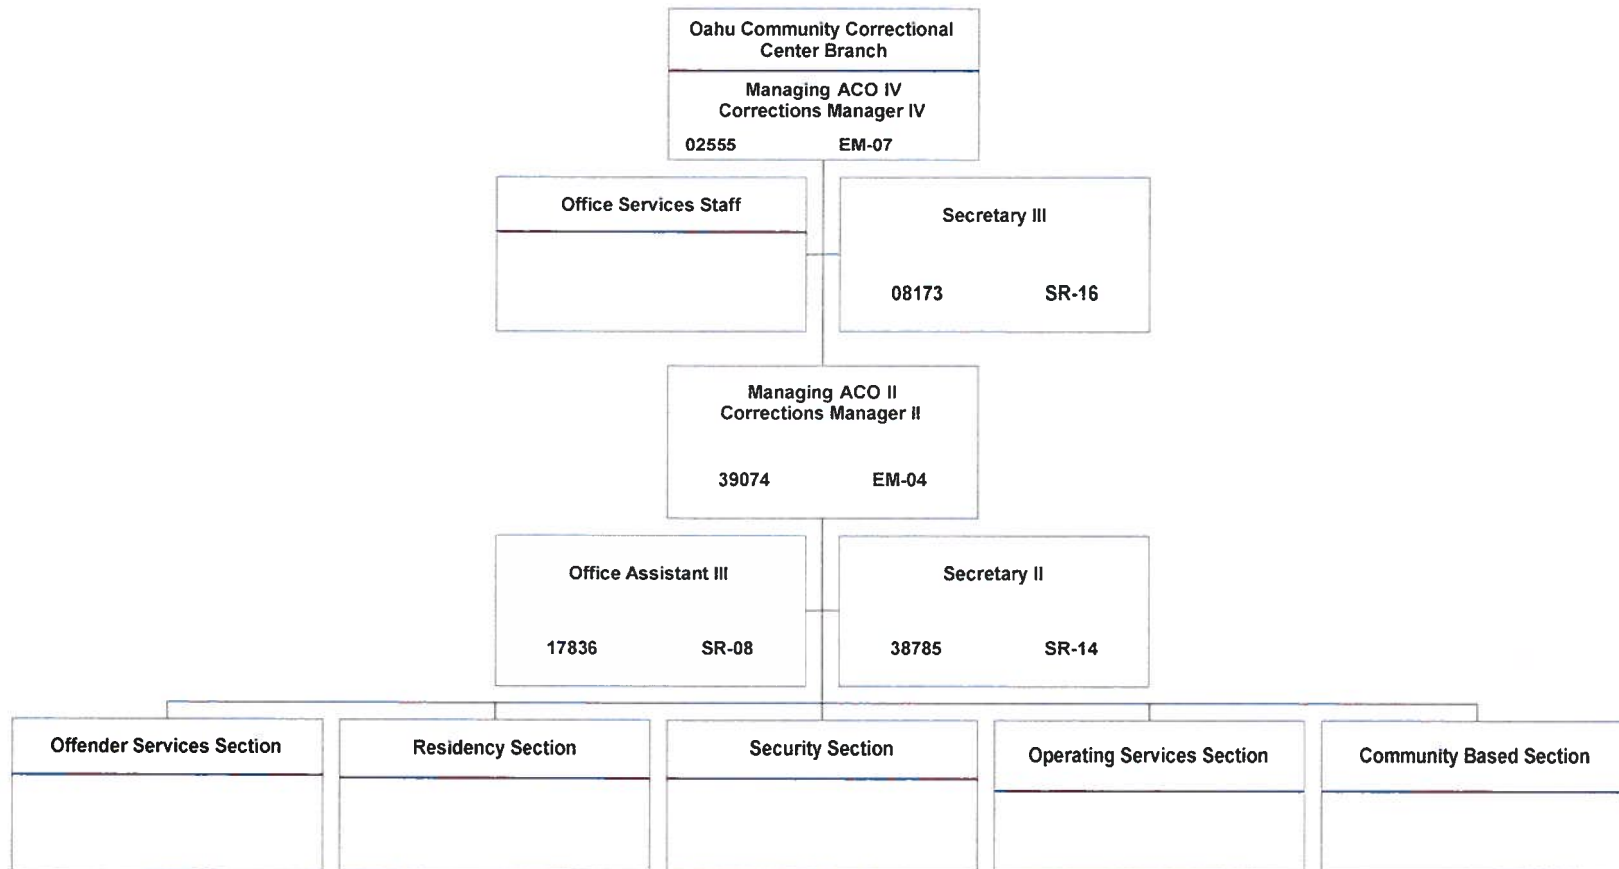 Oahu Community Correctional
Center Branch
Managing ACO IV
Corrections Manager IV
02555 EM-07
Office Services Staff
Secretary III
08173 SR-16
Managing ACO II
Corrections Manager II
39074 EM-04
Office Assistant III
17836 SR-08
Secretary II
38785 SR-14
Offender Services Section
Residency Section
Security Section
Operating Services Section
Community Based Section